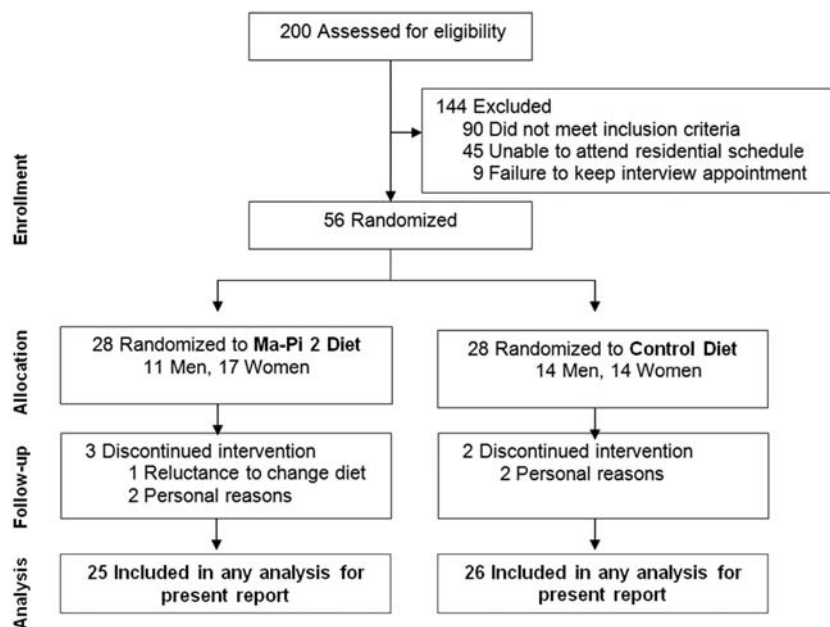 200 Assessed for eligibility
144 Excluded
90 Did not meet inclusion criteria
45 Unable to attend residential schedule
9 Failure to keep interview appointment
Enrollment
56 Randomized
Allocation
28 Randomized to Ma-Pi 2 Diet
11 Men, 17 Women
28 Randomized to Control Diet
14 Men, 14 Women
Follow-up
3 Discontinued intervention
1 Reluctance to change diet
2 Personal reasons
2 Discontinued intervention
2 Personal reasons
Analysis
25 Included in any analysis for
present report
26 Included in any analysis for
present report